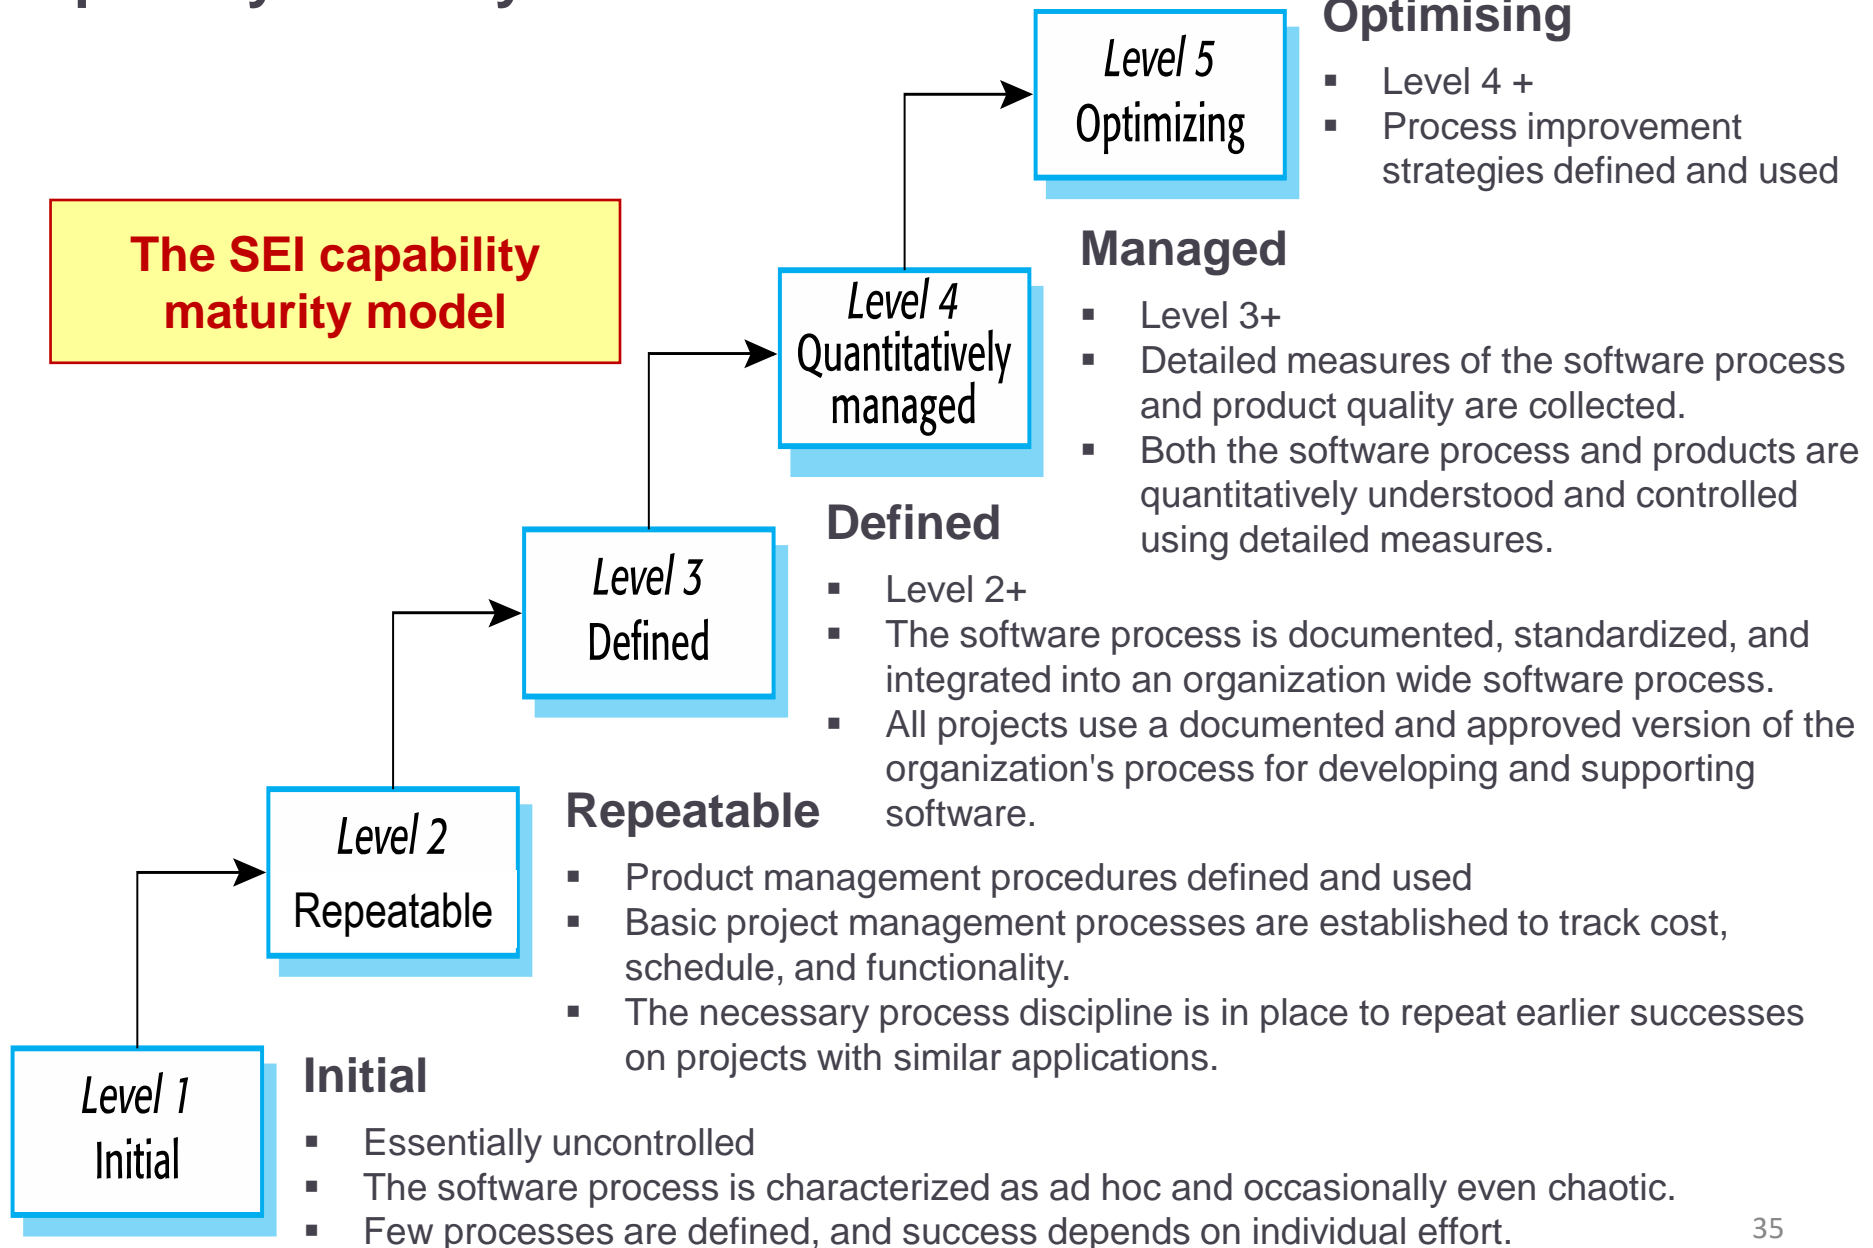 Optimising
Level 5
Optimizing
▪ Level 4 +
▪ Process improvement
strategies defined and used
The SEI capability
maturity model
Managed
Level 4
Quantitatively
managed
▪ Level 3+
▪ Detailed measures of the software process
and product quality are collected.
▪ Both the software process and products are
quantitatively understood and controlled
using detailed measures.
Defined
Level 3
Defined
▪ Level 2+
▪ The software process is documented, standardized, and
integrated into an organization wide software process.
▪ All projects use a documented and approved version of the
organization's process for developing and supporting
software.
Repeatable
Level 2
Repeatable
▪ Product management procedures defined and used
▪ Basic project management processes are established to track cost,
schedule, and functionality.
▪ The necessary process discipline is in place to repeat earlier successes
on projects with similar applications.
Initial
Level 1
Initial
▪ Essentially uncontrolled
▪ The software process is characterized as ad hoc and occasionally even chaotic.
▪ Few processes are defined, and success depends on individual effort.
35